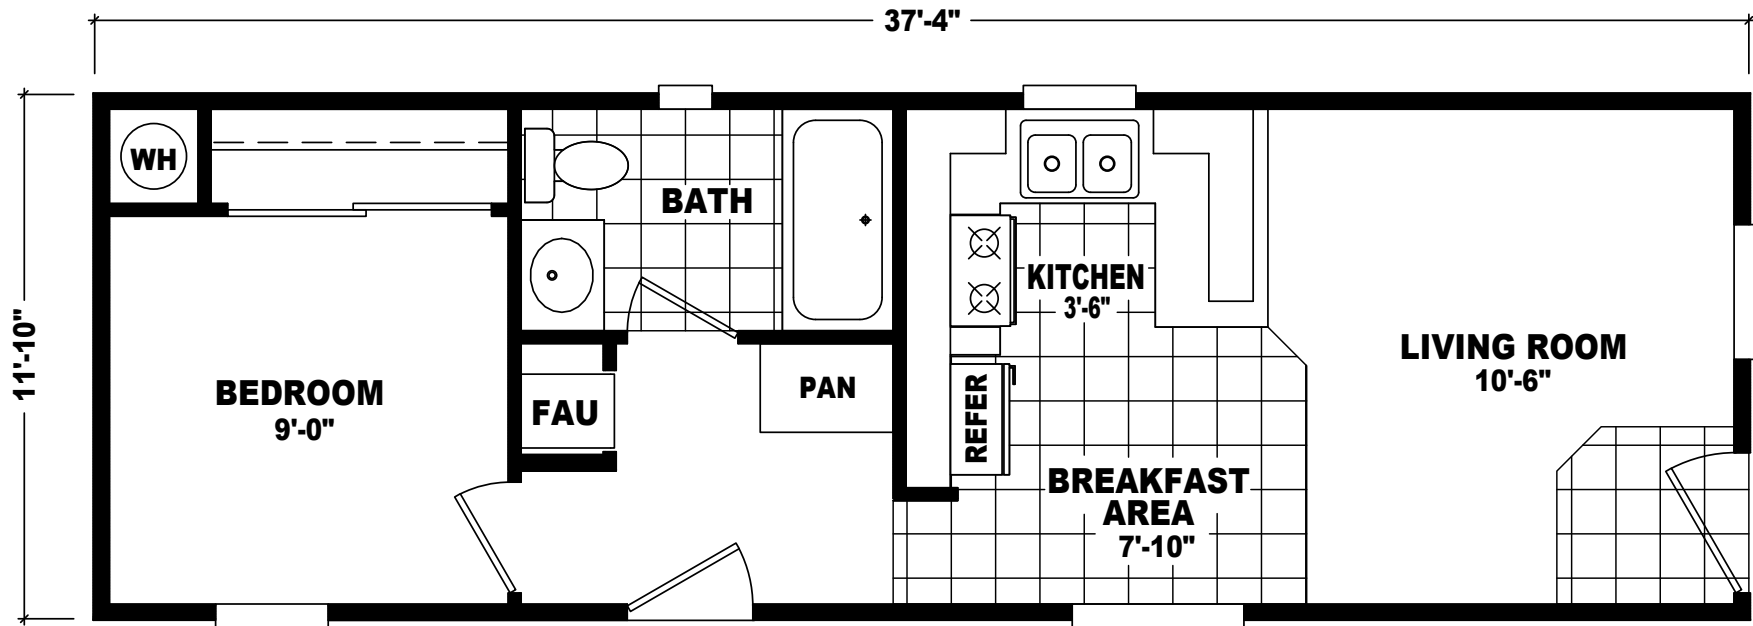 37'-4"
11'-10"
WH
BATH
BEDROOM
9'-0"
FAU
PAN
KITCHEN
3'-6"
REFER
BREAKFAST
AREA
7'-10"
LIVING ROOM
10'-6"